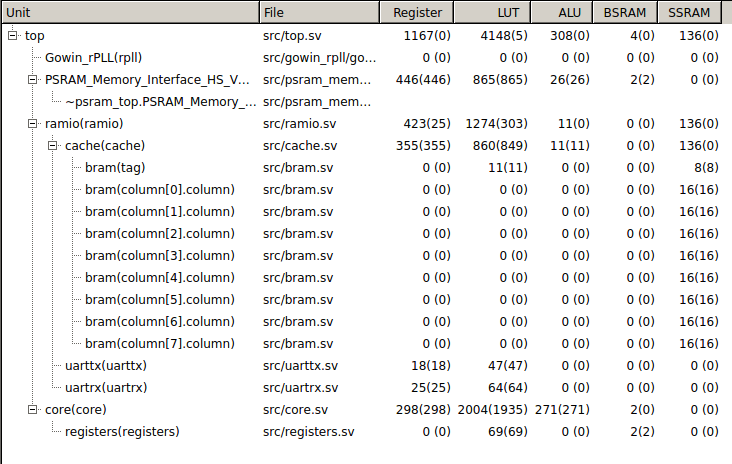 Unit File Register LUT ALU BSRAM SSRAM
top src/top.sv 1167(0) 4148(5) 308(0) 4(0) 136(0)
Gowin_rPLL(rpll) src/gowin_rpll/go... 0 (0) 0 (0) 0 (0) 0 (0) 0 (0)
PSRAM_Memory_Interface_HS_V... src/psram_mem... 446(446) 865(865) 26(26) 2(2) 0 (0)
~psram_top.PSRAM_Memory_... src/psram_mem...
ramio(ramio) src/ramio.sv 423(25) 1274(303) 11(0) 0 (0) 136(0)
cache(cache) src/cache.sv 355(355) 860(849) 11(11) 0 (0) 136(0)
bram(tag) src/bram.sv 0 (0) 11(11) 0 (0) 0 (0) 8(8)
bram(column[0].column) src/bram.sv 0 (0) 0 (0) 0 (0) 0 (0) 16(16)
bram(column[1].column) src/bram.sv 0 (0) 0 (0) 0 (0) 0 (0) 16(16)
bram(column[2].column) src/bram.sv 0 (0) 0 (0) 0 (0) 0 (0) 16(16)
bram(column[3].column) src/bram.sv 0 (0) 0 (0) 0 (0) 0 (0) 16(16)
bram(column[4].column) src/bram.sv 0 (0) 0 (0) 0 (0) 0 (0) 16(16)
bram(column[5].column) src/bram.sv 0 (0) 0 (0) 0 (0) 0 (0) 16(16)
bram(column[6].column) src/bram.sv 0 (0) 0 (0) 0 (0) 0 (0) 16(16)
bram(column[7].column) src/bram.sv 0 (0) 0 (0) 0 (0) 0 (0) 16(16)
uarttx(uarttx) src/uarttx.sv 18(18) 47(47) 0 (0) 0 (0) 0 (0)
uartrx(uartrx) src/uartrx.sv 25(25) 64(64) 0 (0) 0 (0) 0 (0)
core(core) src/core.sv 298(298) 2004(1935) 271(271) 2(0) 0 (0)
registers(registers) src/registers.sv 0 (0) 69(69) 0 (0) 2(2) 0 (0)